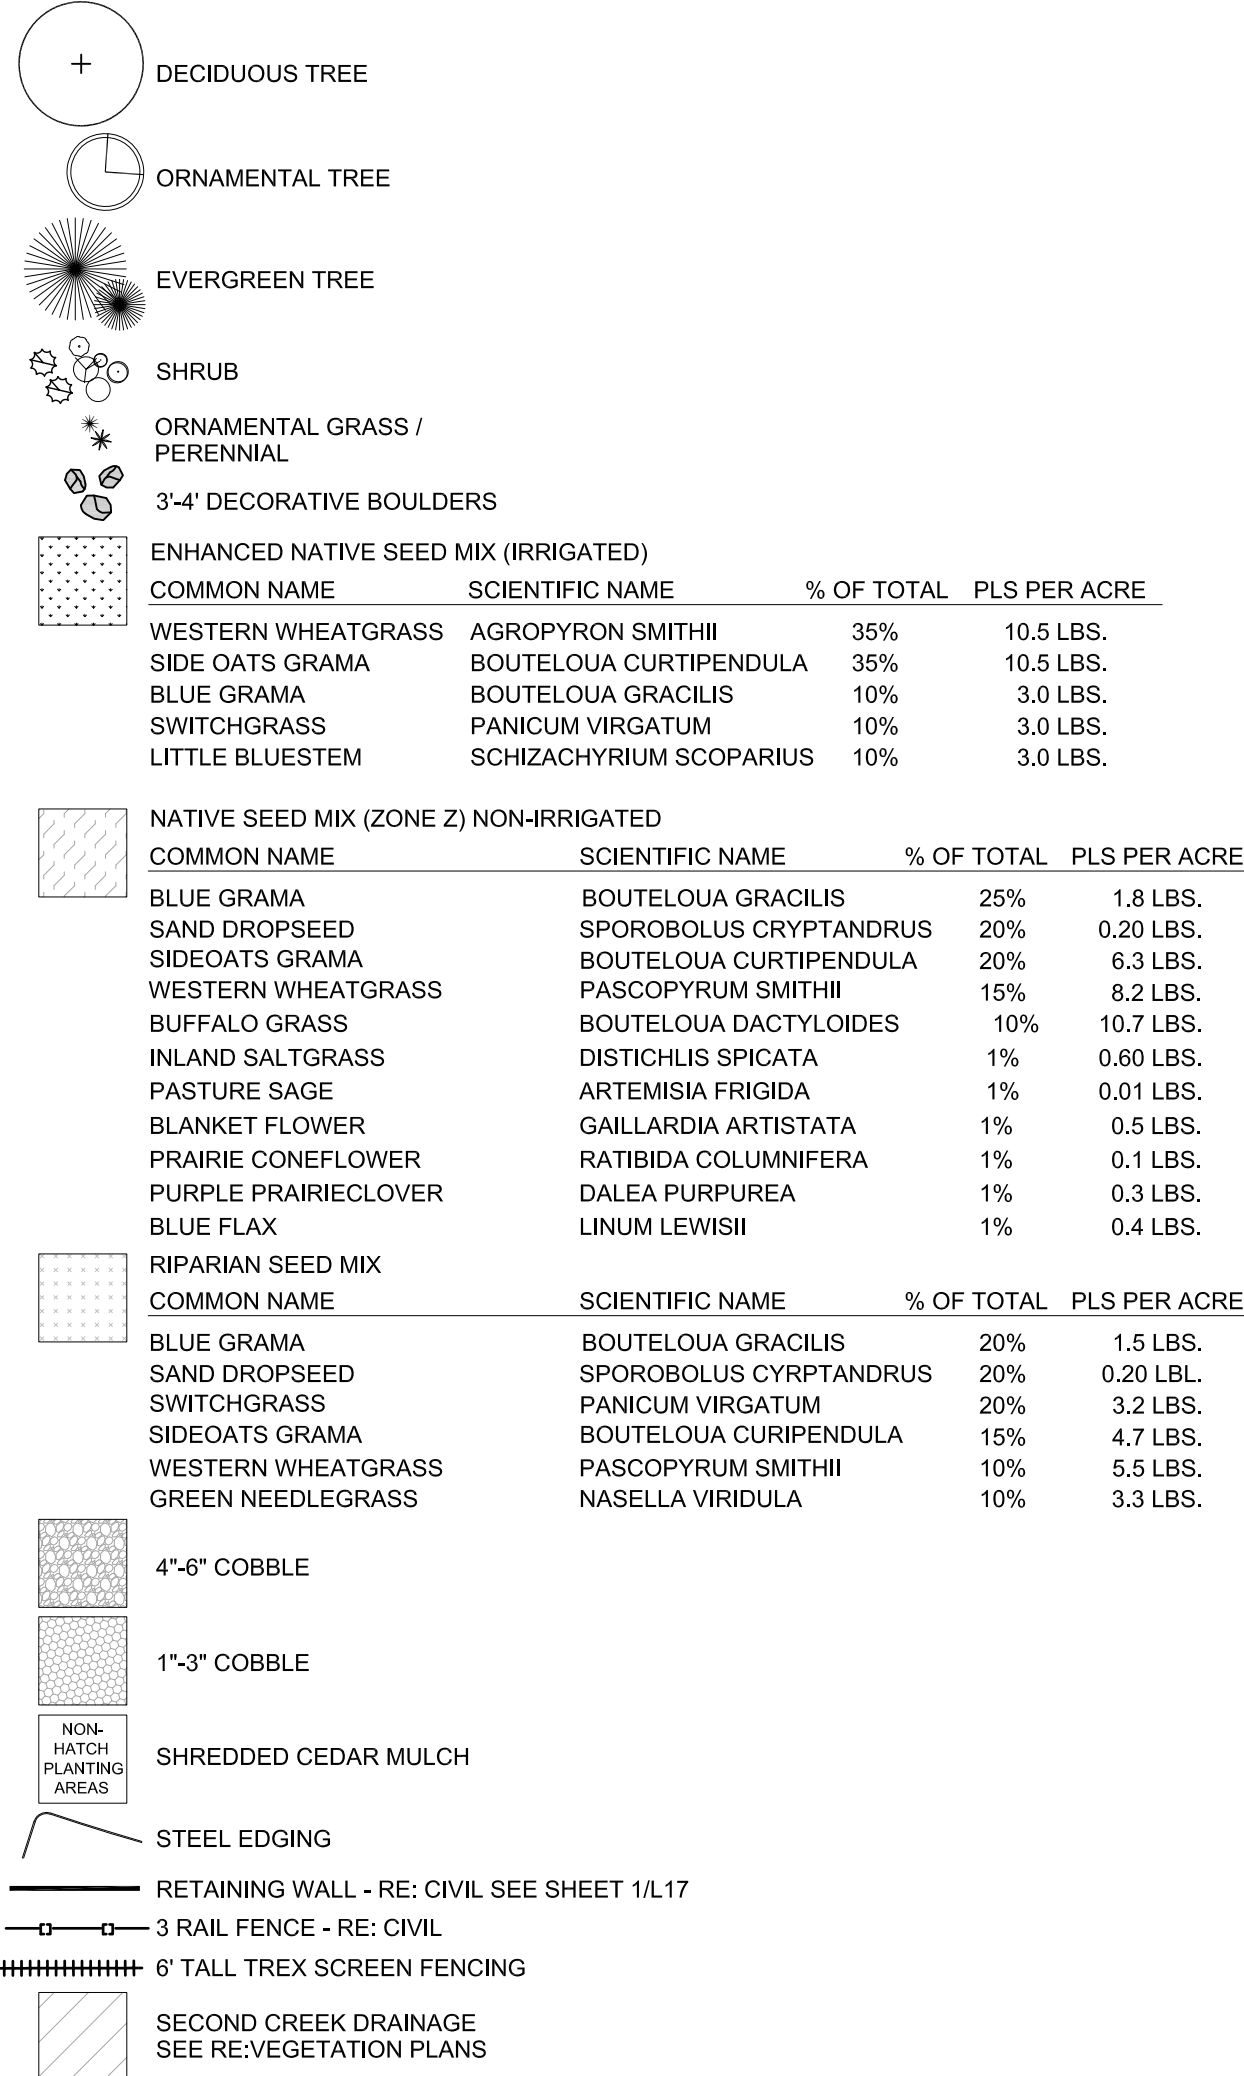 DECIDUOUS TREE
ORNAMENTAL TREE
EVERGREEN TREE
SHRUB
ORNAMENTAL GRASS /
PERENNIAL
3'-4' DECORATIVE BOULDERS
ENHANCED NATIVE SEED MIX (IRRIGATED)
COMMON NAME SCIENTIFIC NAME % OF TOTAL PLS PER ACRE
WESTERN WHEATGRASS AGROPYRON SMITHII 35% 10.5 LBS.
SIDE OATS GRAMA BOUTELOUA CURTIPENDULA 35% 10.5 LBS.
BLUE GRAMA BOUTELOUA GRACILIS 10% 3.0 LBS.
SWITCHGRASS PANICUM VIRGATUM 10% 3.0 LBS.
LITTLE BLUESTEM SCHIZACHYRIUM SCOPARIUS 10% 3.0 LBS.
NATIVE SEED MIX (ZONE Z) NON-IRRIGATED
COMMON NAME SCIENTIFIC NAME % OF TOTAL PLS PER ACRE
BLUE GRAMA BOUTELOUA GRACILIS 25% 1.8 LBS.
SAND DROPSEED SPOROBOLUS CRYPTANDRUS 20% 0.20 LBS.
SIDEOATS GRAMA BOUTELOUA CURTIPENDULA 20% 6.3 LBS.
WESTERN WHEATGRASS PASCOPYRUM SMITHII 15% 8.2 LBS.
BUFFALO GRASS BOUTELOUA DACTYLOIDES 10% 10.7 LBS.
INLAND SALTGRASS DISTICHLIS SPICATA 1% 0.60 LBS.
PASTURE SAGE ARTEMISIA FRIGIDA 1% 0.01 LBS.
BLANKET FLOWER GAILLARDIA ARTISTATA 1% 0.5 LBS.
PRAIRIE CONEFLOWER RATIBIDA COLUMNIFERA 1% 0.1 LBS.
PURPLE PRAIRIECLOVER DALEA PURPUREA 1% 0.3 LBS.
BLUE FLAX LINUM LEWISII 1% 0.4 LBS.
RIPARIAN SEED MIX
COMMON NAME SCIENTIFIC NAME % OF TOTAL PLS PER ACRE
BLUE GRAMA BOUTELOUA GRACILIS 20% 1.5 LBS.
SAND DROPSEED SPOROBOLUS CYRPTANDRUS 20% 0.20 LBL.
SWITCHGRASS PANICUM VIRGATUM 20% 3.2 LBS.
SIDEOATS GRAMA BOUTELOUA CURIPENDULA 15% 4.7 LBS.
WESTERN WHEATGRASS PASCOPYRUM SMITHII 10% 5.5 LBS.
GREEN NEEDLEGRASS NASELLA VIRIDULA 10% 3.3 LBS.
4"-6" COBBLE
1"-3" COBBLE
NON-
HATCH
PLANTING
AREAS
SHREDDED CEDAR MULCH
STEEL EDGING
RETAINING WALL - RE: CIVIL SEE SHEET 1/L17
3 RAIL FENCE - RE: CIVIL
6' TALL TREX SCREEN FENCING
SECOND CREEK DRAINAGE
SEE RE:VEGETATION PLANS